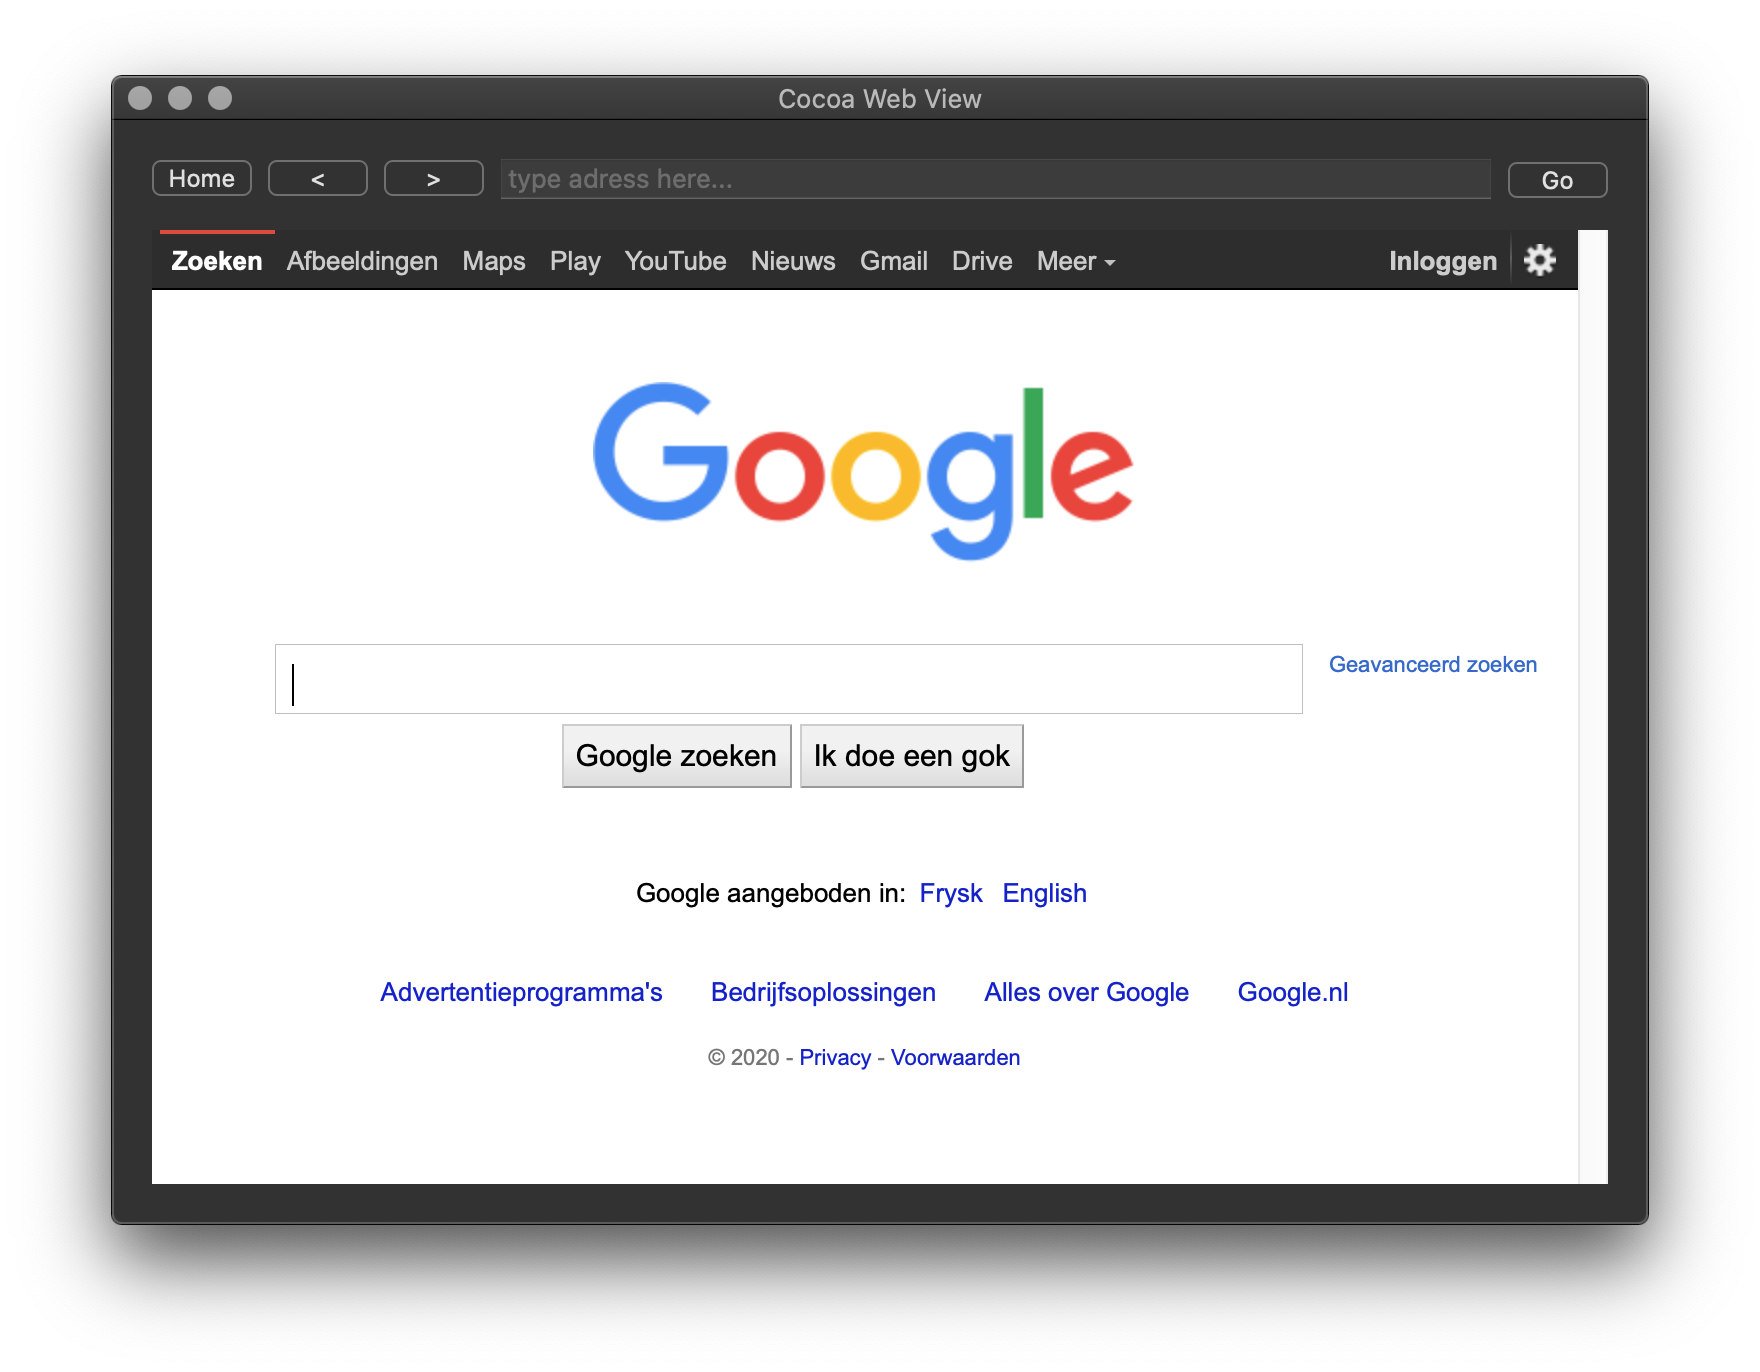 Cocoa Web View
Home < > type adress here... Go
Zoeken Afbeeldingen Maps Play YouTube Nieuws Gmail Drive Meer Inloggen
Google
Geavanceerd zoeken
Google zoeken Ik doe een gok
Google aangeboden in: Frysk English
Advertentieprogramma's Bedrijfsoplossingen Alles over Google Google.nl
© 2020 - Privacy - Voorwaarden